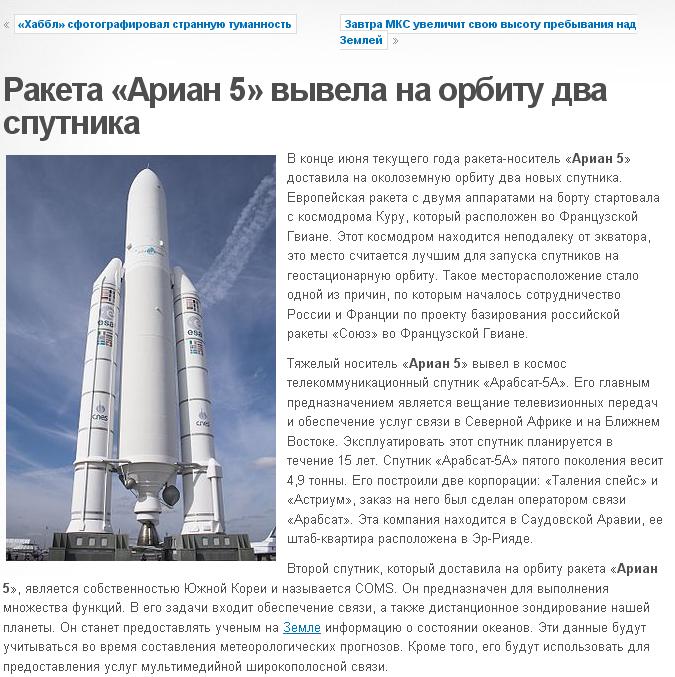 « «Хаббл» сфотографировал странную туманность
Завтра МКС увеличит свою высоту пребывания над
Землей »
Ракета «Ариан 5» вывела на орбиту два
спутника
В конце июня текущего года ракета-носитель «Ариан 5»
доставила на околоземную орбиту два новых спутника.
Европейская ракета с двумя аппаратами на борту стартовала
с космодрома Куру, который расположен во Французской
Гвиане. Этот космодром находится неподалеку от экватора,
это место считается лучшим для запуска спутников на
геостационарную орбиту. Такое месторасположение стало
одной из причин, по которым началось сотрудничество
России и Франции по проекту базирования российской
ракеты «Союз» во Французской Гвиане.
Тяжелый носитель «Ариан 5» вывел в космос
телекоммуникационный спутник «Арабсат-5А». Его главным
предназначением является вещание телевизионных передач
и обеспечение услуг связи в Северной Африке и на Ближнем
Востоке. Эксплуатировать этот спутник планируется в
течение 15 лет. Спутник «Арабсат-5А» пятого поколения весит
4,9 тонны. Его построили две корпорации: «Таления спейс» и
«Астриум», заказ на него был сделан оператором связи
«Арабсат». Эта компания находится в Саудовской Аравии, ее
штаб-квартира расположена в Эр-Рияде.
Второй спутник, который доставила на орбиту ракета «Ариан
5», является собственностью Южной Кореи и называется COMS. Он предназначен для выполнения
множества функций. В его задачи входит обеспечение связи, а также дистанционное зондирование нашей
планеты. Он станет предоставлять ученым на Земле информацию о состоянии океанов. Эти данные будут
учитываться во время составления метеорологических прогнозов. Кроме того, его будут использовать для
предоставления услуг мультимедийной широкополосной связи.
esa
esa
cnes
cnes